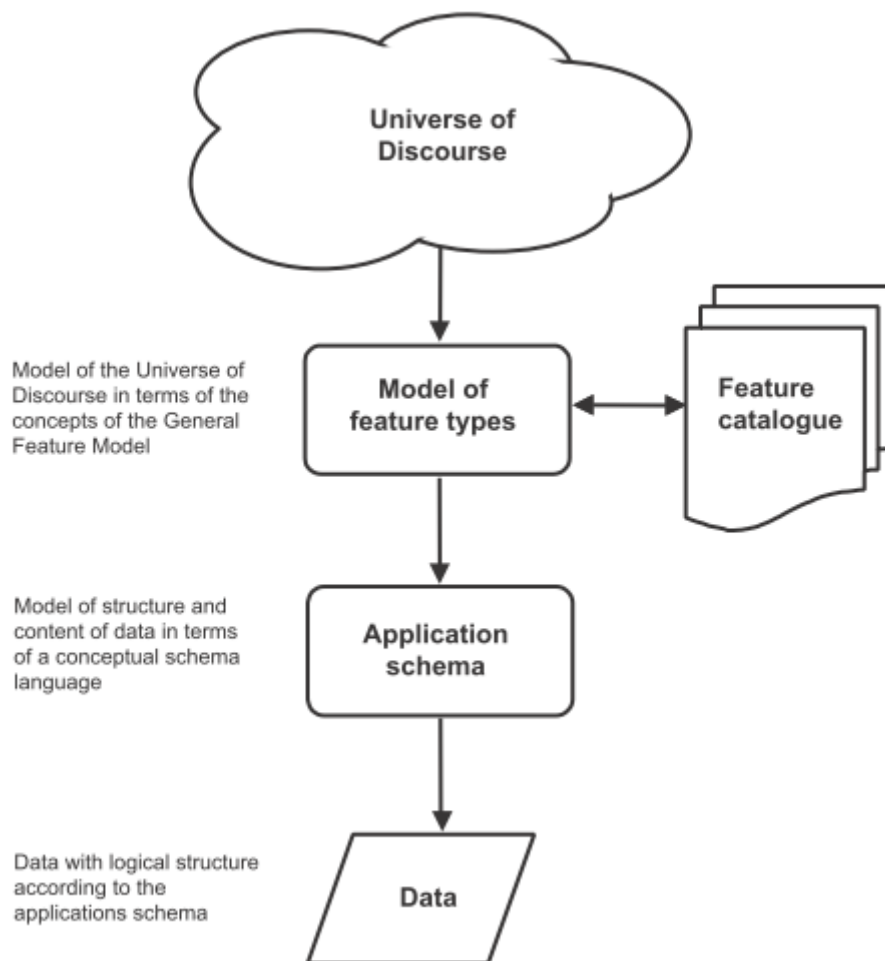 Universe of
Discourse
Model of the Universe of
Discourse in terms of the
concepts of the General
Feature Model
Model of
feature types
Feature
catalogue
Model of structure and
content of data in terms
of a conceptual schema
language
Application
schema
Data with logical structure
according to the
applications schema
Data